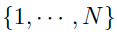 {1, ⋯ , N}